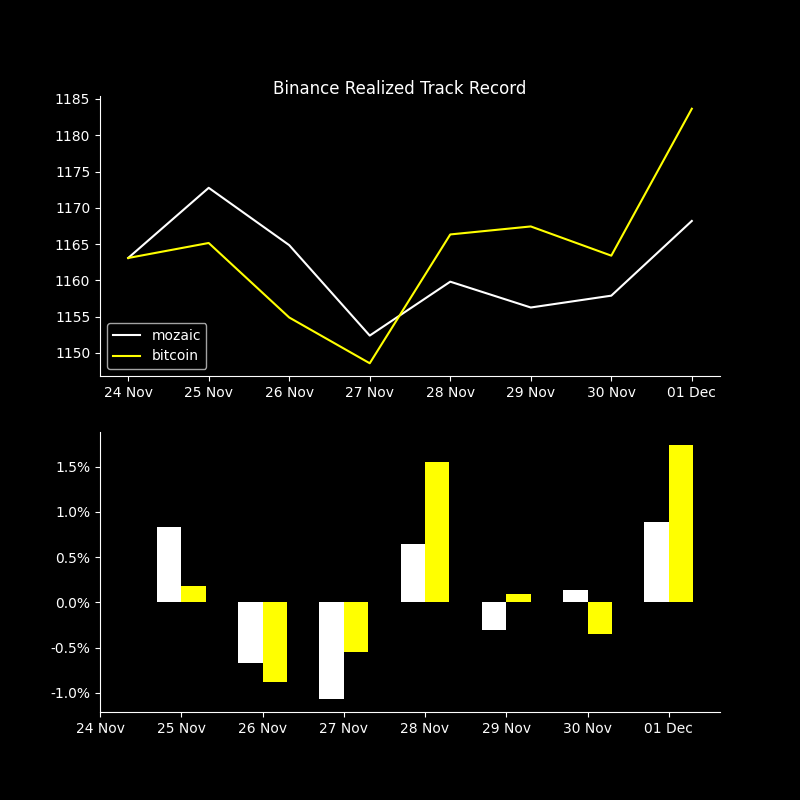 Binance Realized Track Record
1185
1180
1175
1170
1165
1160
1155
1150
mozaic
bitcoin
24 Nov 25 Nov 26 Nov 27 Nov 28 Nov 29 Nov 30 Nov 01 Dec
1.5%
1.0%
0.5%
0.0%
-0.5%
-1.0%
24 Nov 25 Nov 26 Nov 27 Nov 28 Nov 29 Nov 30 Nov 01 Dec